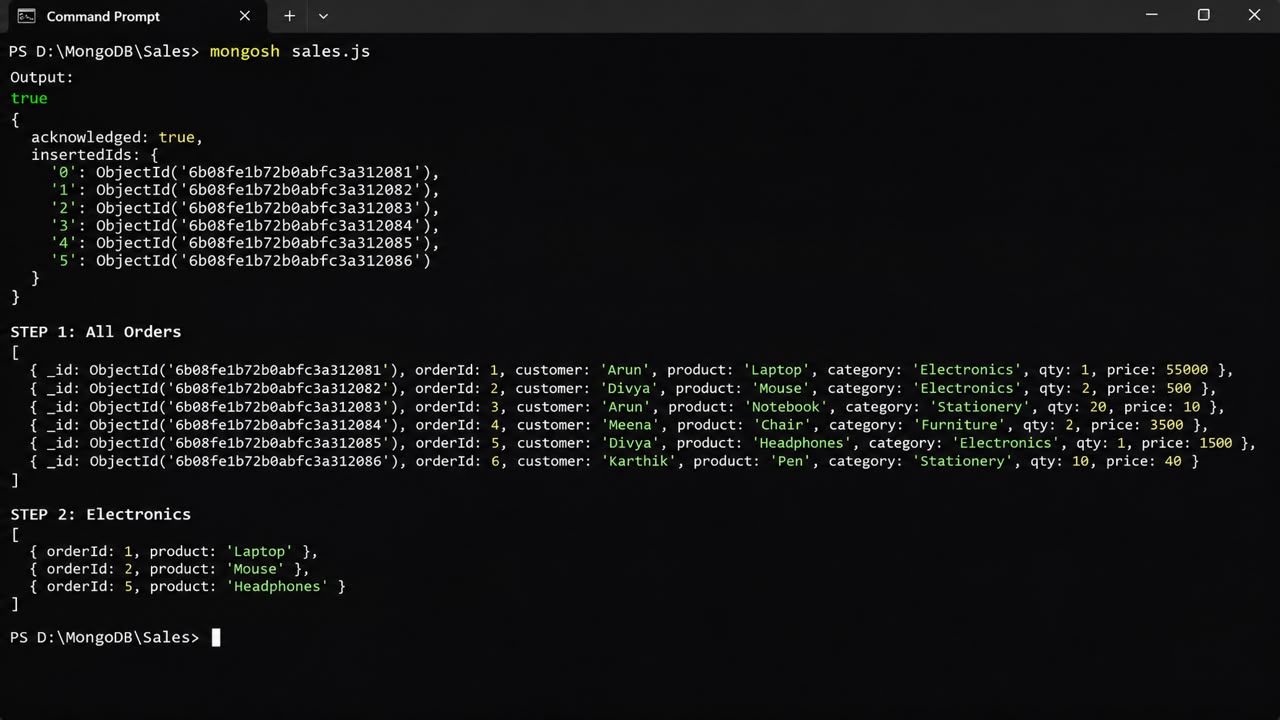 Command Prompt
PS D:\MongoDB\Sales> mongosh sales.js
Output:
true
{
  acknowledged: true,
  insertedIds: {
    '0': ObjectId('6b08fe1b72b0abfc3a312081'),
    '1': ObjectId('6b08fe1b72b0abfc3a312082'),
    '2': ObjectId('6b08fe1b72b0abfc3a312083'),
    '3': ObjectId('6b08fe1b72b0abfc3a312084'),
    '4': ObjectId('6b08fe1b72b0abfc3a312085'),
    '5': ObjectId('6b08fe1b72b0abfc3a312086')
  }
}
STEP 1: All Orders
[
  { _id: ObjectId('6b08fe1b72b0abfc3a312081'), orderId: 1, customer: 'Arun', product: 'Laptop', category: 'Electronics', qty: 1, price: 55000 },
  { _id: ObjectId('6b08fe1b72b0abfc3a312082'), orderId: 2, customer: 'Divya', product: 'Mouse', category: 'Electronics', qty: 2, price: 500 },
  { _id: ObjectId('6b08fe1b72b0abfc3a312083'), orderId: 3, customer: 'Arun', product: 'Notebook', category: 'Stationery', qty: 20, price: 10 },
  { _id: ObjectId('6b08fe1b72b0abfc3a312084'), orderId: 4, customer: 'Meena', product: 'Chair', category: 'Furniture', qty: 2, price: 3500 },
  { _id: ObjectId('6b08fe1b72b0abfc3a312085'), orderId: 5, customer: 'Divya', product: 'Headphones', category: 'Electronics', qty: 1, price: 1500 },
  { _id: ObjectId('6b08fe1b72b0abfc3a312086'), orderId: 6, customer: 'Karthik', product: 'Pen', category: 'Stationery', qty: 10, price: 40 }
]
STEP 2: Electronics
[
  { orderId: 1, product: 'Laptop' },
  { orderId: 2, product: 'Mouse' },
  { orderId: 5, product: 'Headphones' }
]
PS D:\MongoDB\Sales>